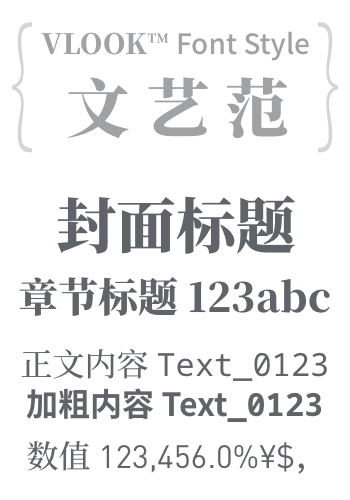 VLOOK™ Font Style
文艺范
封面标题
章节标题 123abc
正文内容 Text_0123
加粗内容 Text_0123
数值 123,456.0%¥$,